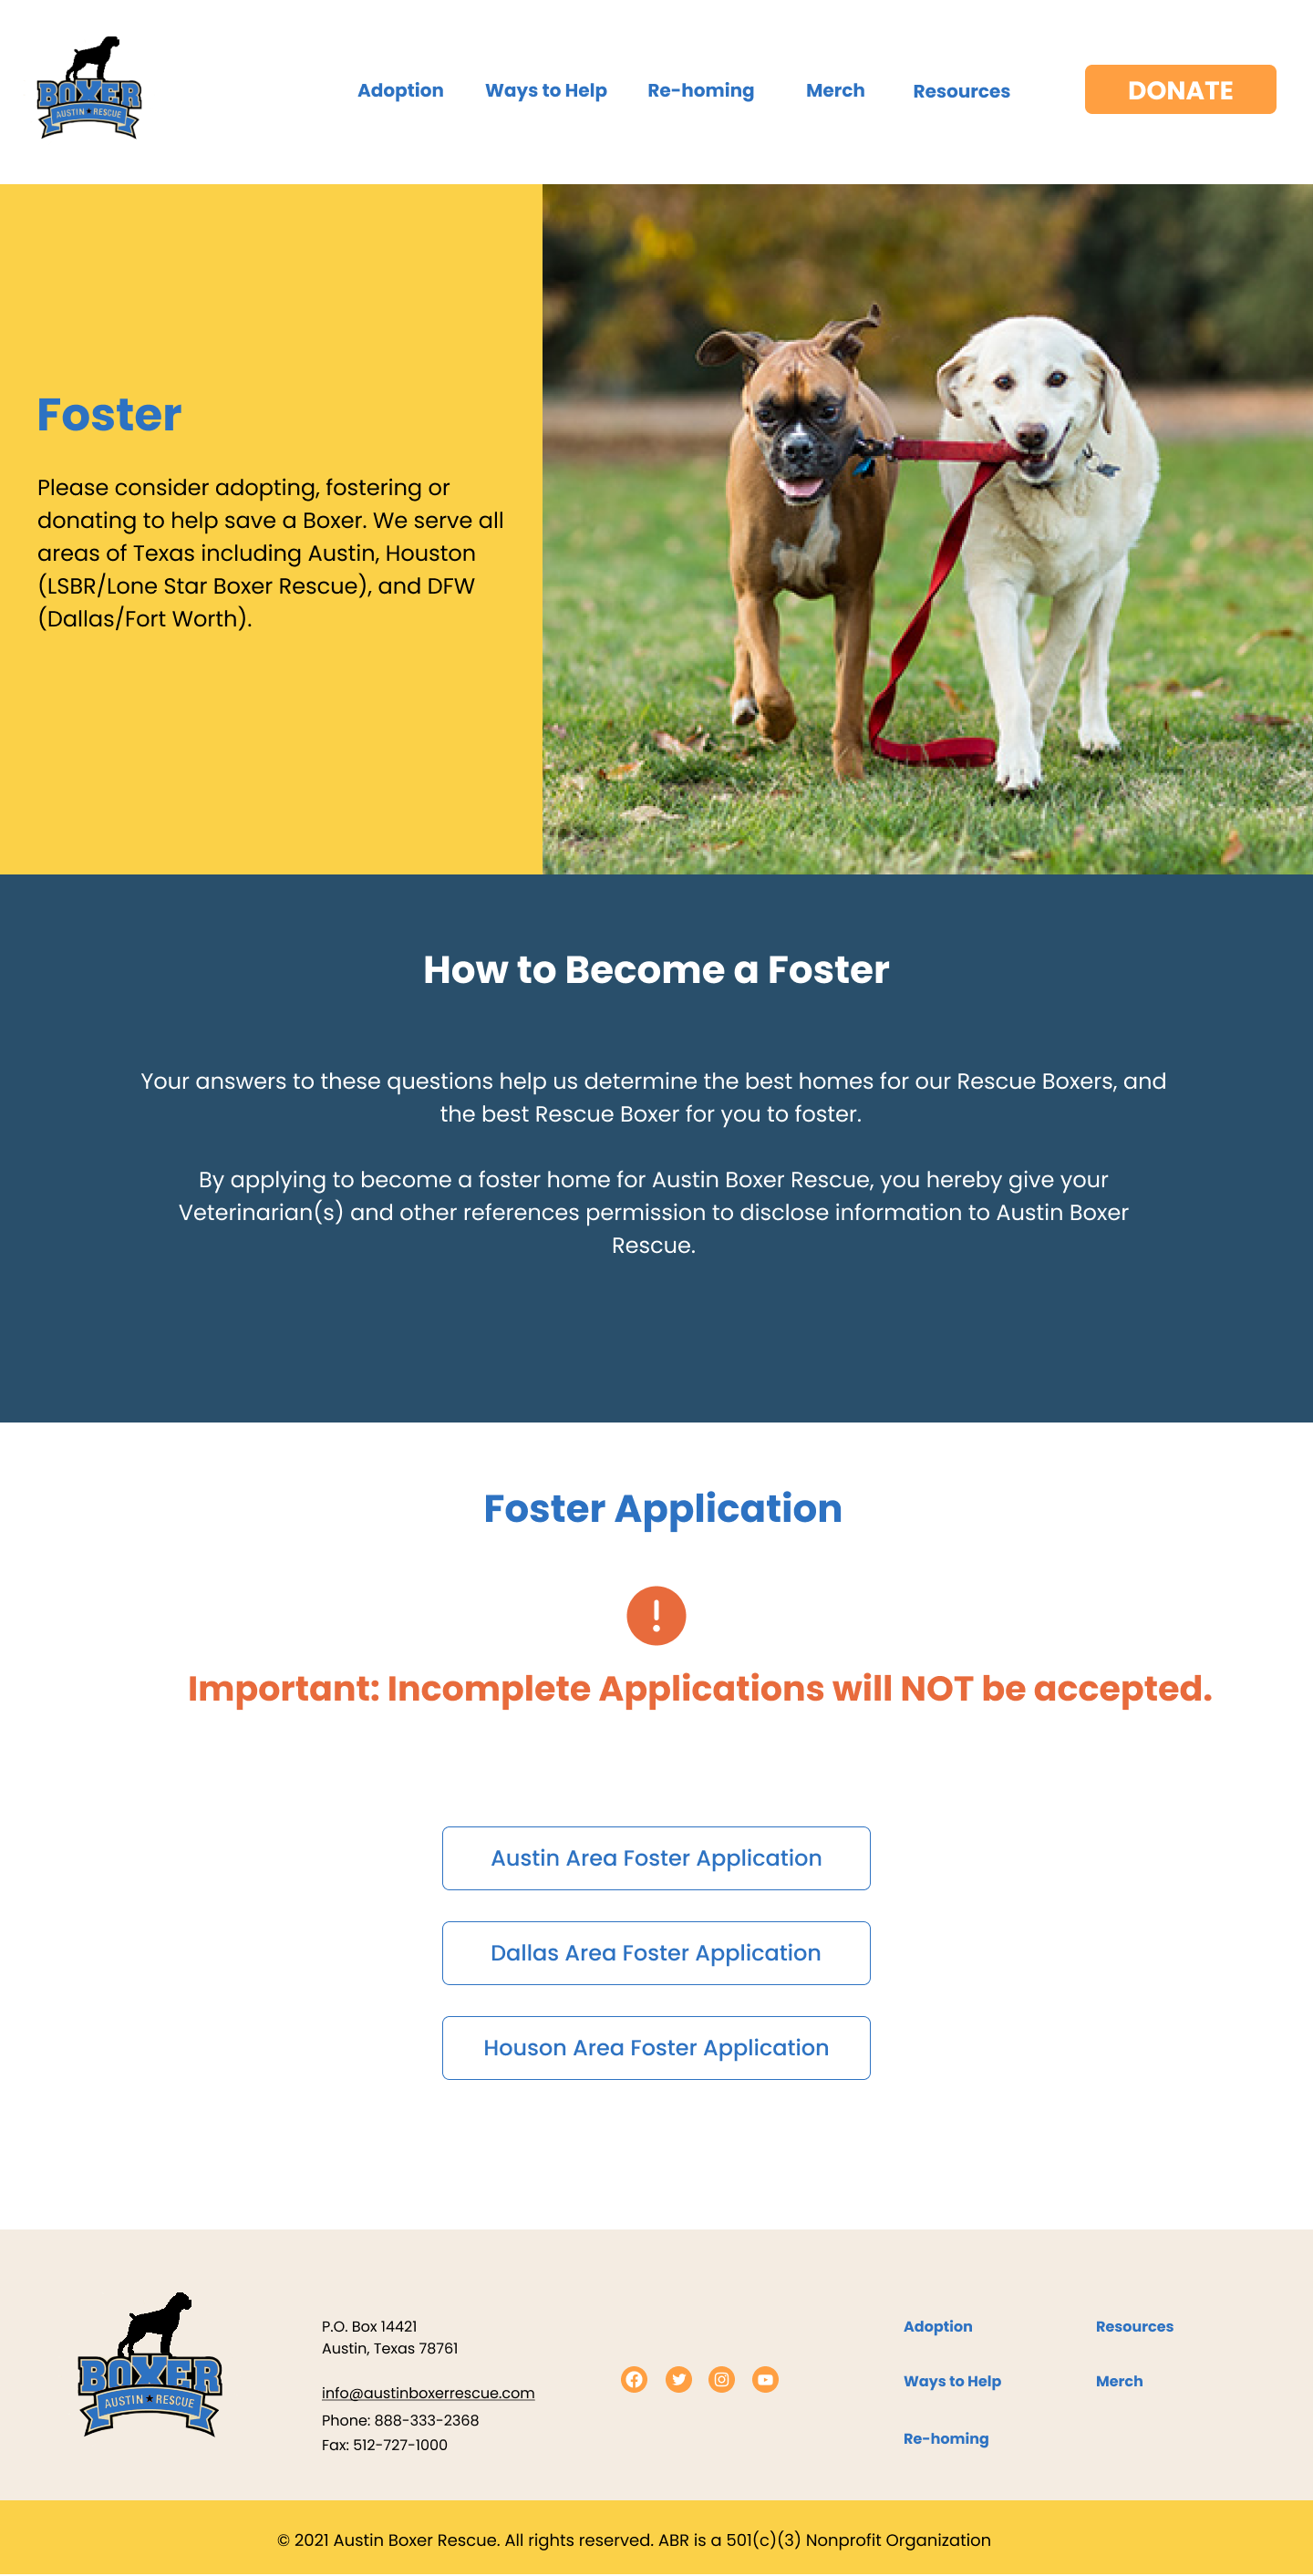 BOXER
AUSTIN ★ RESCUE
Adoption
Ways to Help
Re-homing
Merch
Resources
DONATE
Foster
Please consider adopting, fostering or
donating to help save a Boxer. We serve all
areas of Texas including Austin, Houston
(LSBR/Lone Star Boxer Rescue), and DFW
(Dallas/Fort Worth).
How to Become a Foster
Your answers to these questions help us determine the best homes for our Rescue Boxers, and
the best Rescue Boxer for you to foster.
By applying to become a foster home for Austin Boxer Rescue, you hereby give your
Veterinarian(s) and other references permission to disclose information to Austin Boxer
Rescue.
Foster Application
!
Important: Incomplete Applications will NOT be accepted.
Austin Area Foster Application
Dallas Area Foster Application
Houson Area Foster Application
BOXER
AUSTIN ★ RESCUE
P.O. Box 14421
Austin, Texas 78761
info@austinboxerrescue.com
Phone: 888-333-2368
Fax: 512-727-1000
Adoption
Ways to Help
Re-homing
Resources
Merch
© 2021 Austin Boxer Rescue. All rights reserved. ABR is a 501(c)(3) Nonprofit Organization